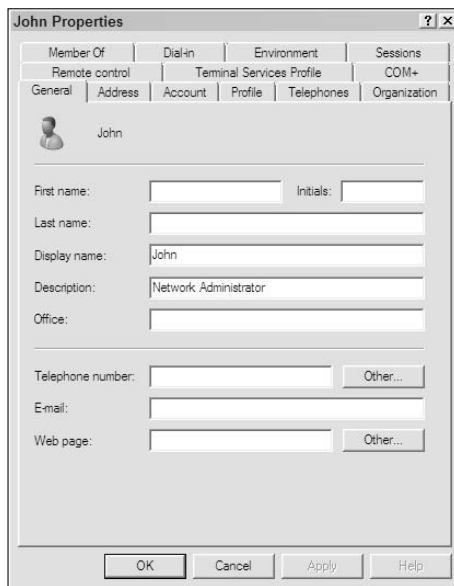 John Properties
Member Of Dial-in Environment Sessions
Remote control Terminal Services Profile COM+
General Address Account Profile Telephones Organization
John
First name: Initials:
Last name:
Display name: John
Description: Network Administrator
Office:
Telephone number: Other...
E-mail:
Web page: Other...
OK Cancel Apply Help